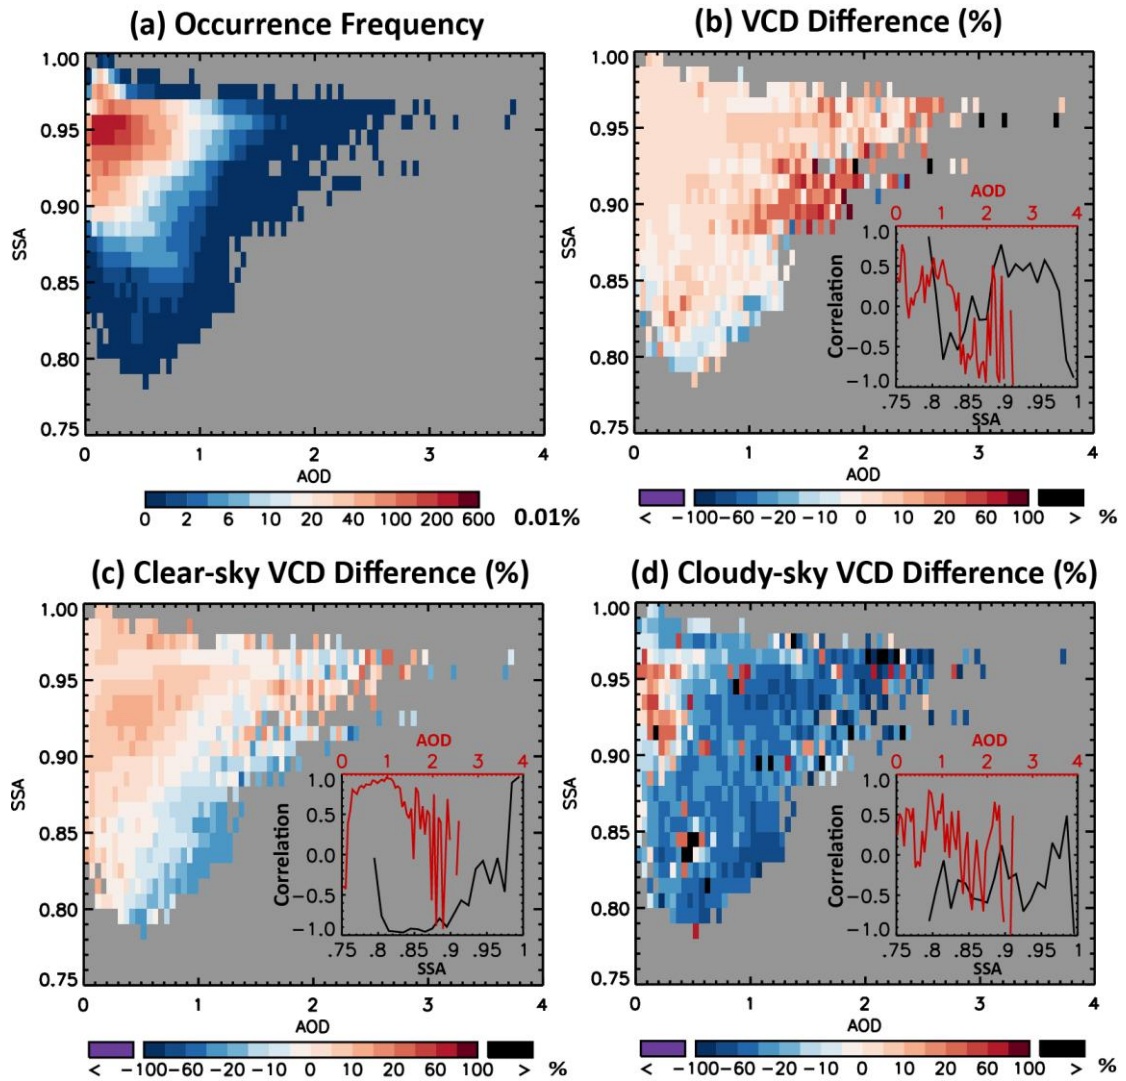 (a) Occurrence Frequency
1.00
0.95
0.90
0.85
0.80
0.75
SSA
0 1 2 3 4
AOD
0 2 6 10 20 40 100 200 600 0.01%
(b) VCD Difference (%)
1.00
0.95
0.90
0.85
0.80
0.75
SSA
AOD
0 1 2 3 4
1.0
0.5
0.0
−0.5
−1.0
Correlation
.75 .8 .85 .9 .95 1
SSA
0 1 2 3 4
AOD
< −100 −60 −20 −10 0 10 20 60 100 > %
(c) Clear-sky VCD Difference (%)
1.00
0.95
0.90
0.85
0.80
0.75
SSA
AOD
0 1 2 3 4
1.0
0.5
0.0
−0.5
−1.0
Correlation
.75 .8 .85 .9 .95 1
SSA
0 1 2 3 4
AOD
< −100 −60 −20 −10 0 10 20 60 100 > %
(d) Cloudy-sky VCD Difference (%)
1.00
0.95
0.90
0.85
0.80
0.75
SSA
AOD
0 1 2 3 4
1.0
0.5
0.0
−0.5
−1.0
Correlation
.75 .8 .85 .9 .95 1
SSA
0 1 2 3 4
AOD
< −100 −60 −20 −10 0 10 20 60 100 > %